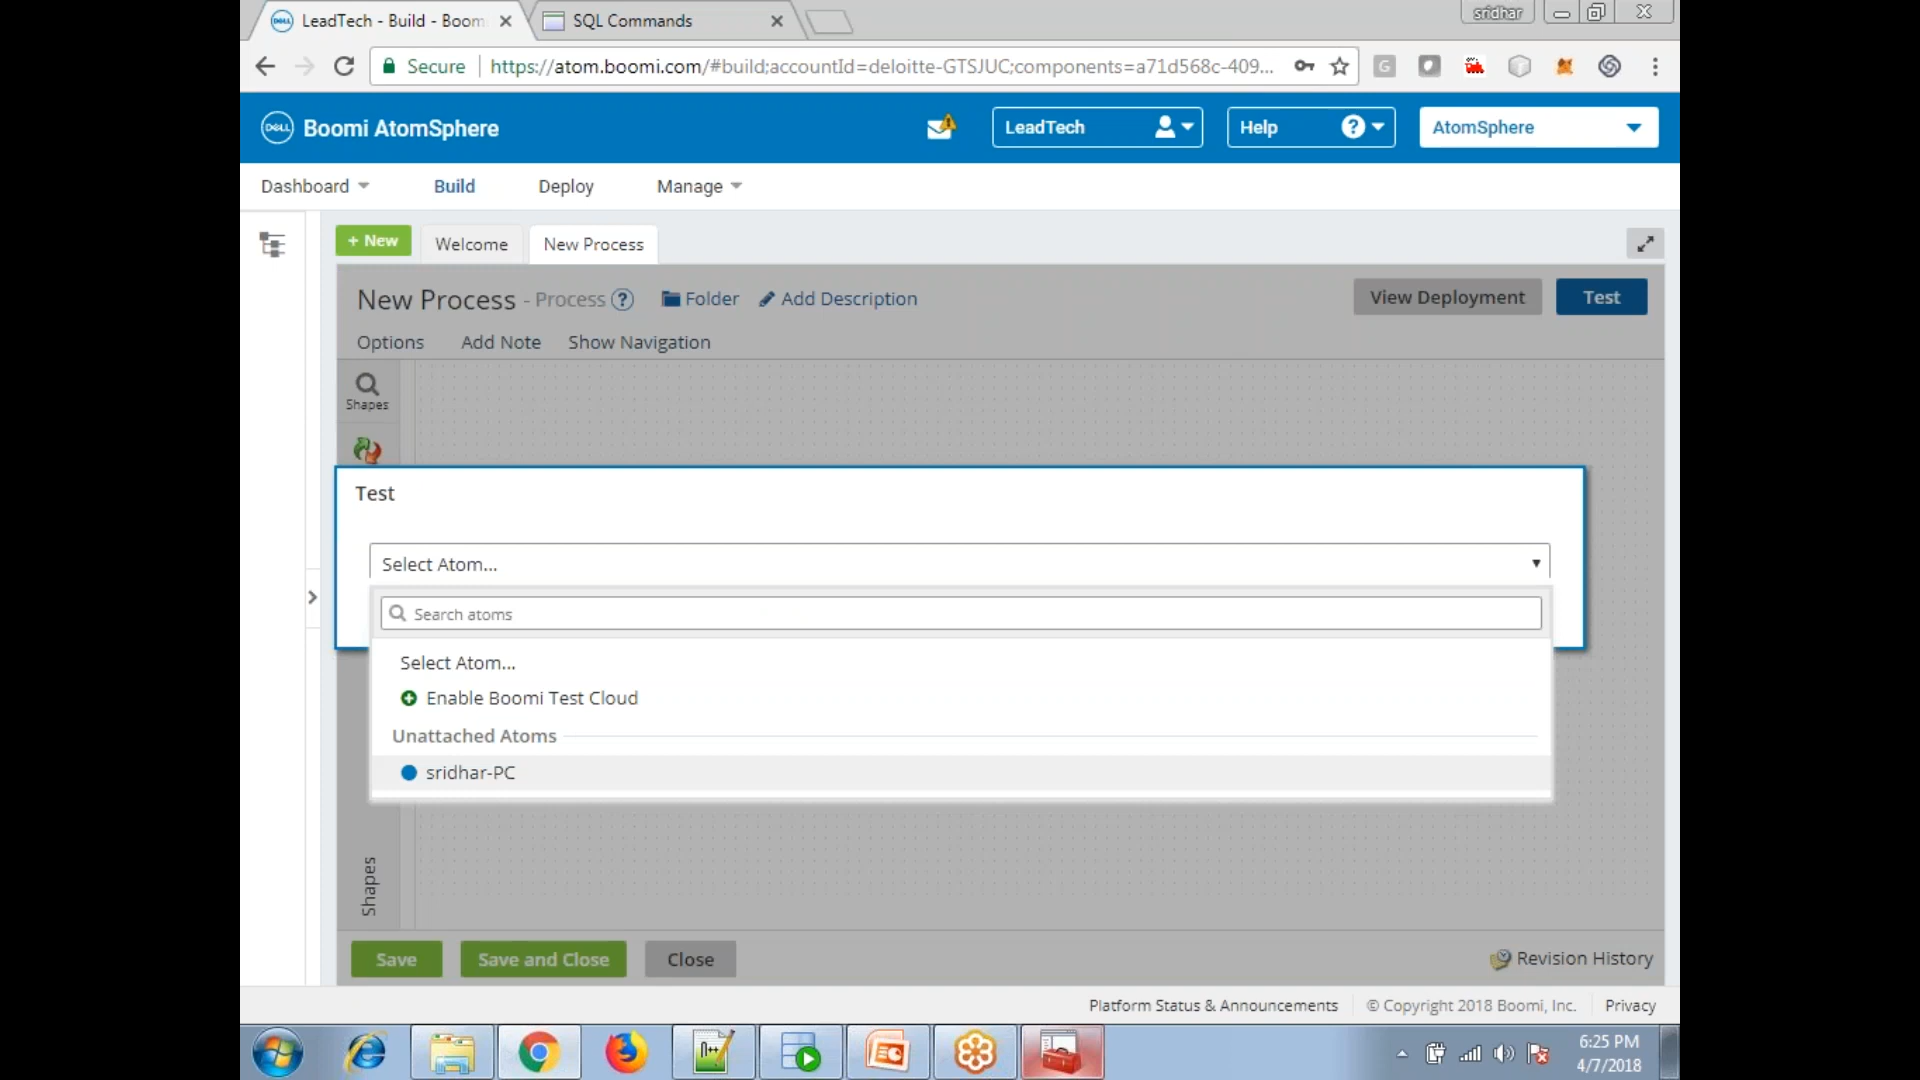 LeadTech - Build - Boom
SQL Commands
sridhar
Secure
https://atom.boomi.com/#build;accountId=deloitte-GTSJUC;components=a71d568c-409...
DELL
Boomi AtomSphere
LeadTech
Help
?
AtomSphere
Dashboard
Build
Deploy
Manage
+ New
Welcome
New Process
New Process - Process ?
Folder
Add Description
View Deployment
Test
Options
Add Note
Show Navigation
Shapes
Test
Select Atom...
Search atoms
Select Atom...
Enable Boomi Test Cloud
Unattached Atoms
sridhar-PC
Shapes
Save
Save and Close
Close
Revision History
Platform Status & Announcements
© Copyright 2018 Boomi, Inc.
Privacy
6:25 PM
4/7/2018